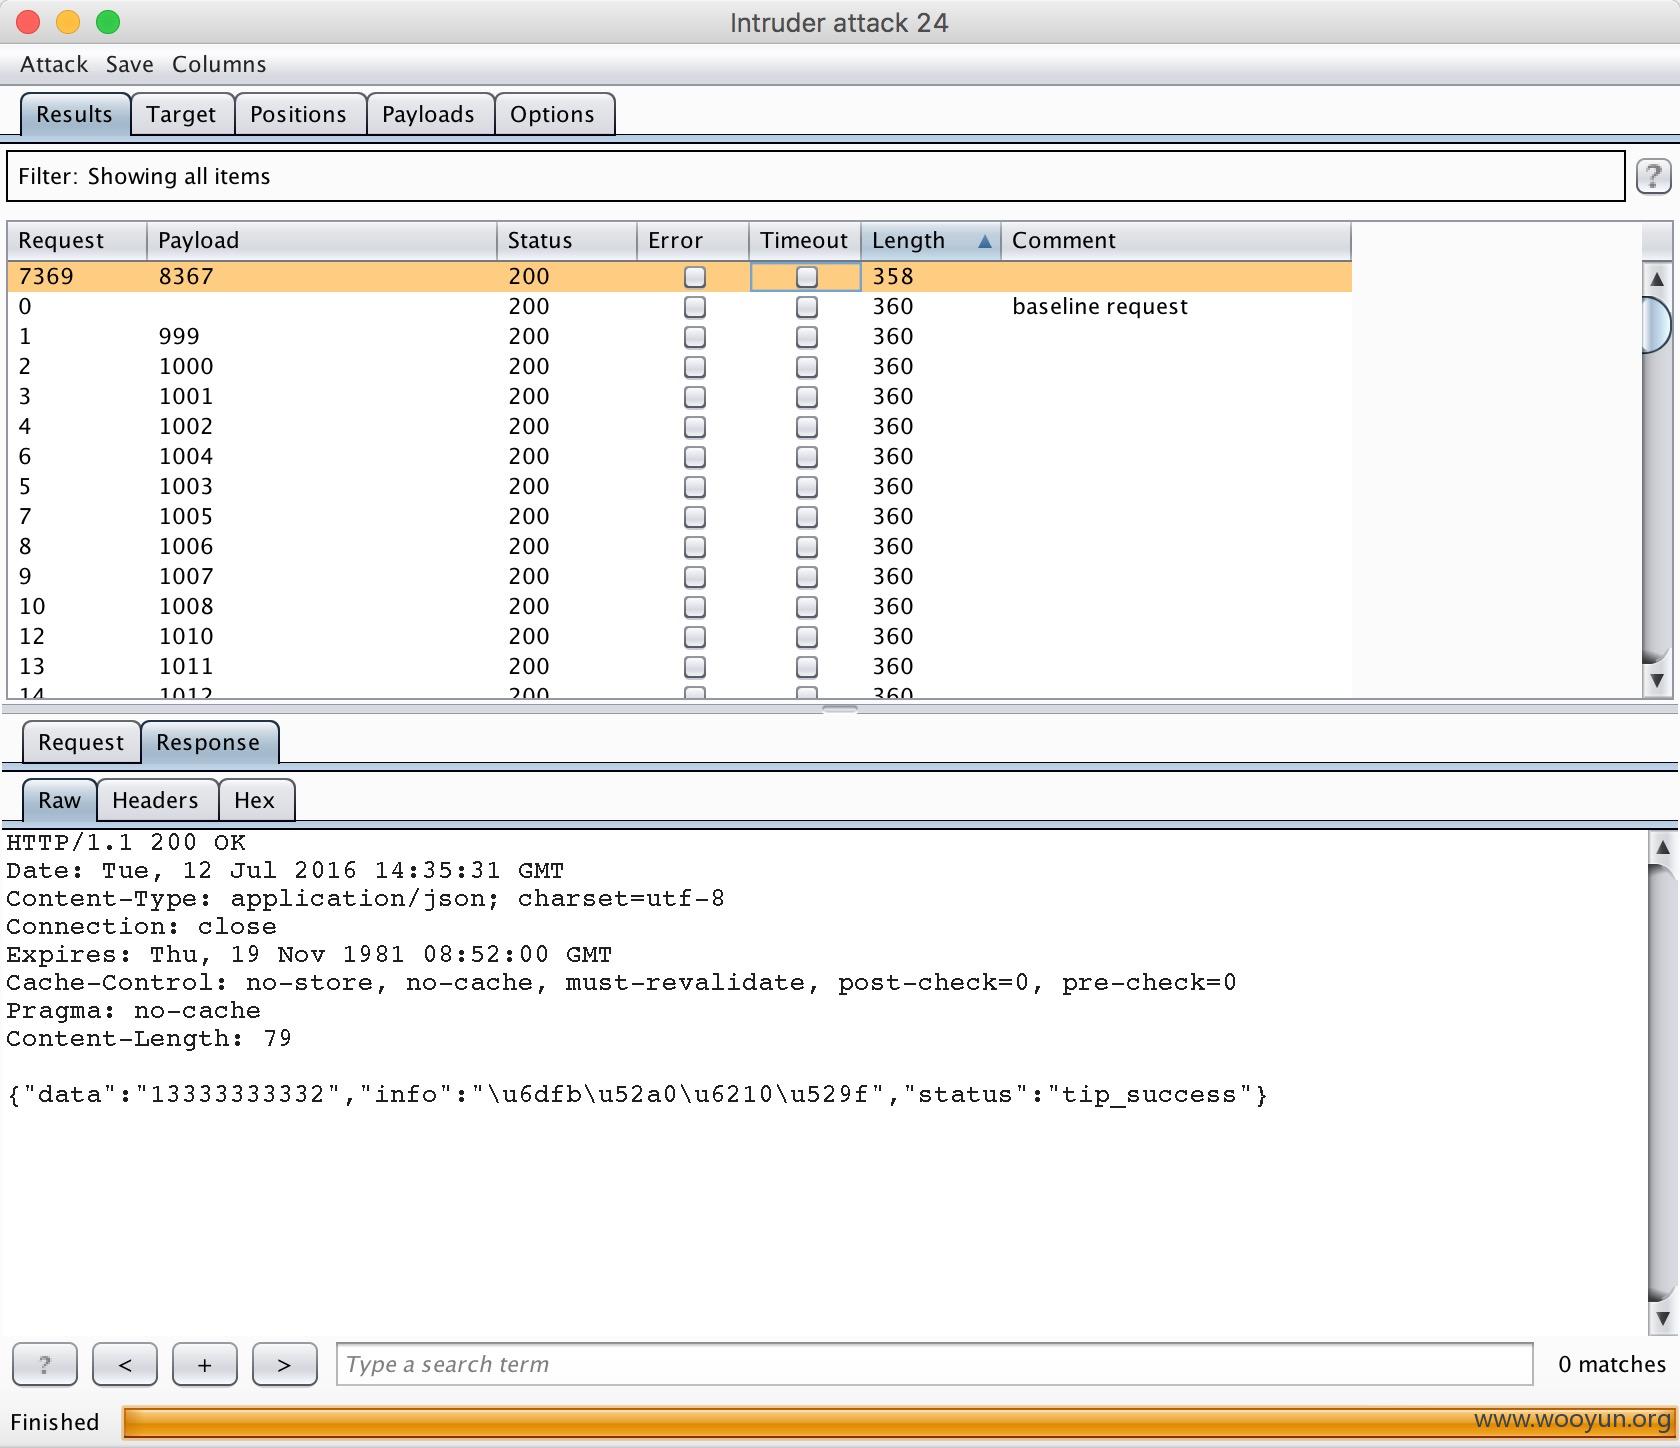 Intruder attack 24
Attack Save Columns
Results Target Positions Payloads Options
Filter: Showing all items
?
Request Payload Status Error Timeout Length Comment
7369 8367 200 358
0 200 360 baseline request
1 999 200 360
2 1000 200 360
3 1001 200 360
4 1002 200 360
6 1004 200 360
5 1003 200 360
7 1005 200 360
8 1006 200 360
9 1007 200 360
10 1008 200 360
12 1010 200 360
13 1011 200 360
14 1012 200 360
Request Response
Raw Headers Hex
HTTP/1.1 200 OK
Date: Tue, 12 Jul 2016 14:35:31 GMT
Content-Type: application/json; charset=utf-8
Connection: close
Expires: Thu, 19 Nov 1981 08:52:00 GMT
Cache-Control: no-store, no-cache, must-revalidate, post-check=0, pre-check=0
Pragma: no-cache
Content-Length: 79
{"data":"13333333332","info":"\u6dfb\u52a0\u6210\u529f","status":"tip_success"}
? < + > Type a search term 0 matches
Finished
www.wooyun.org